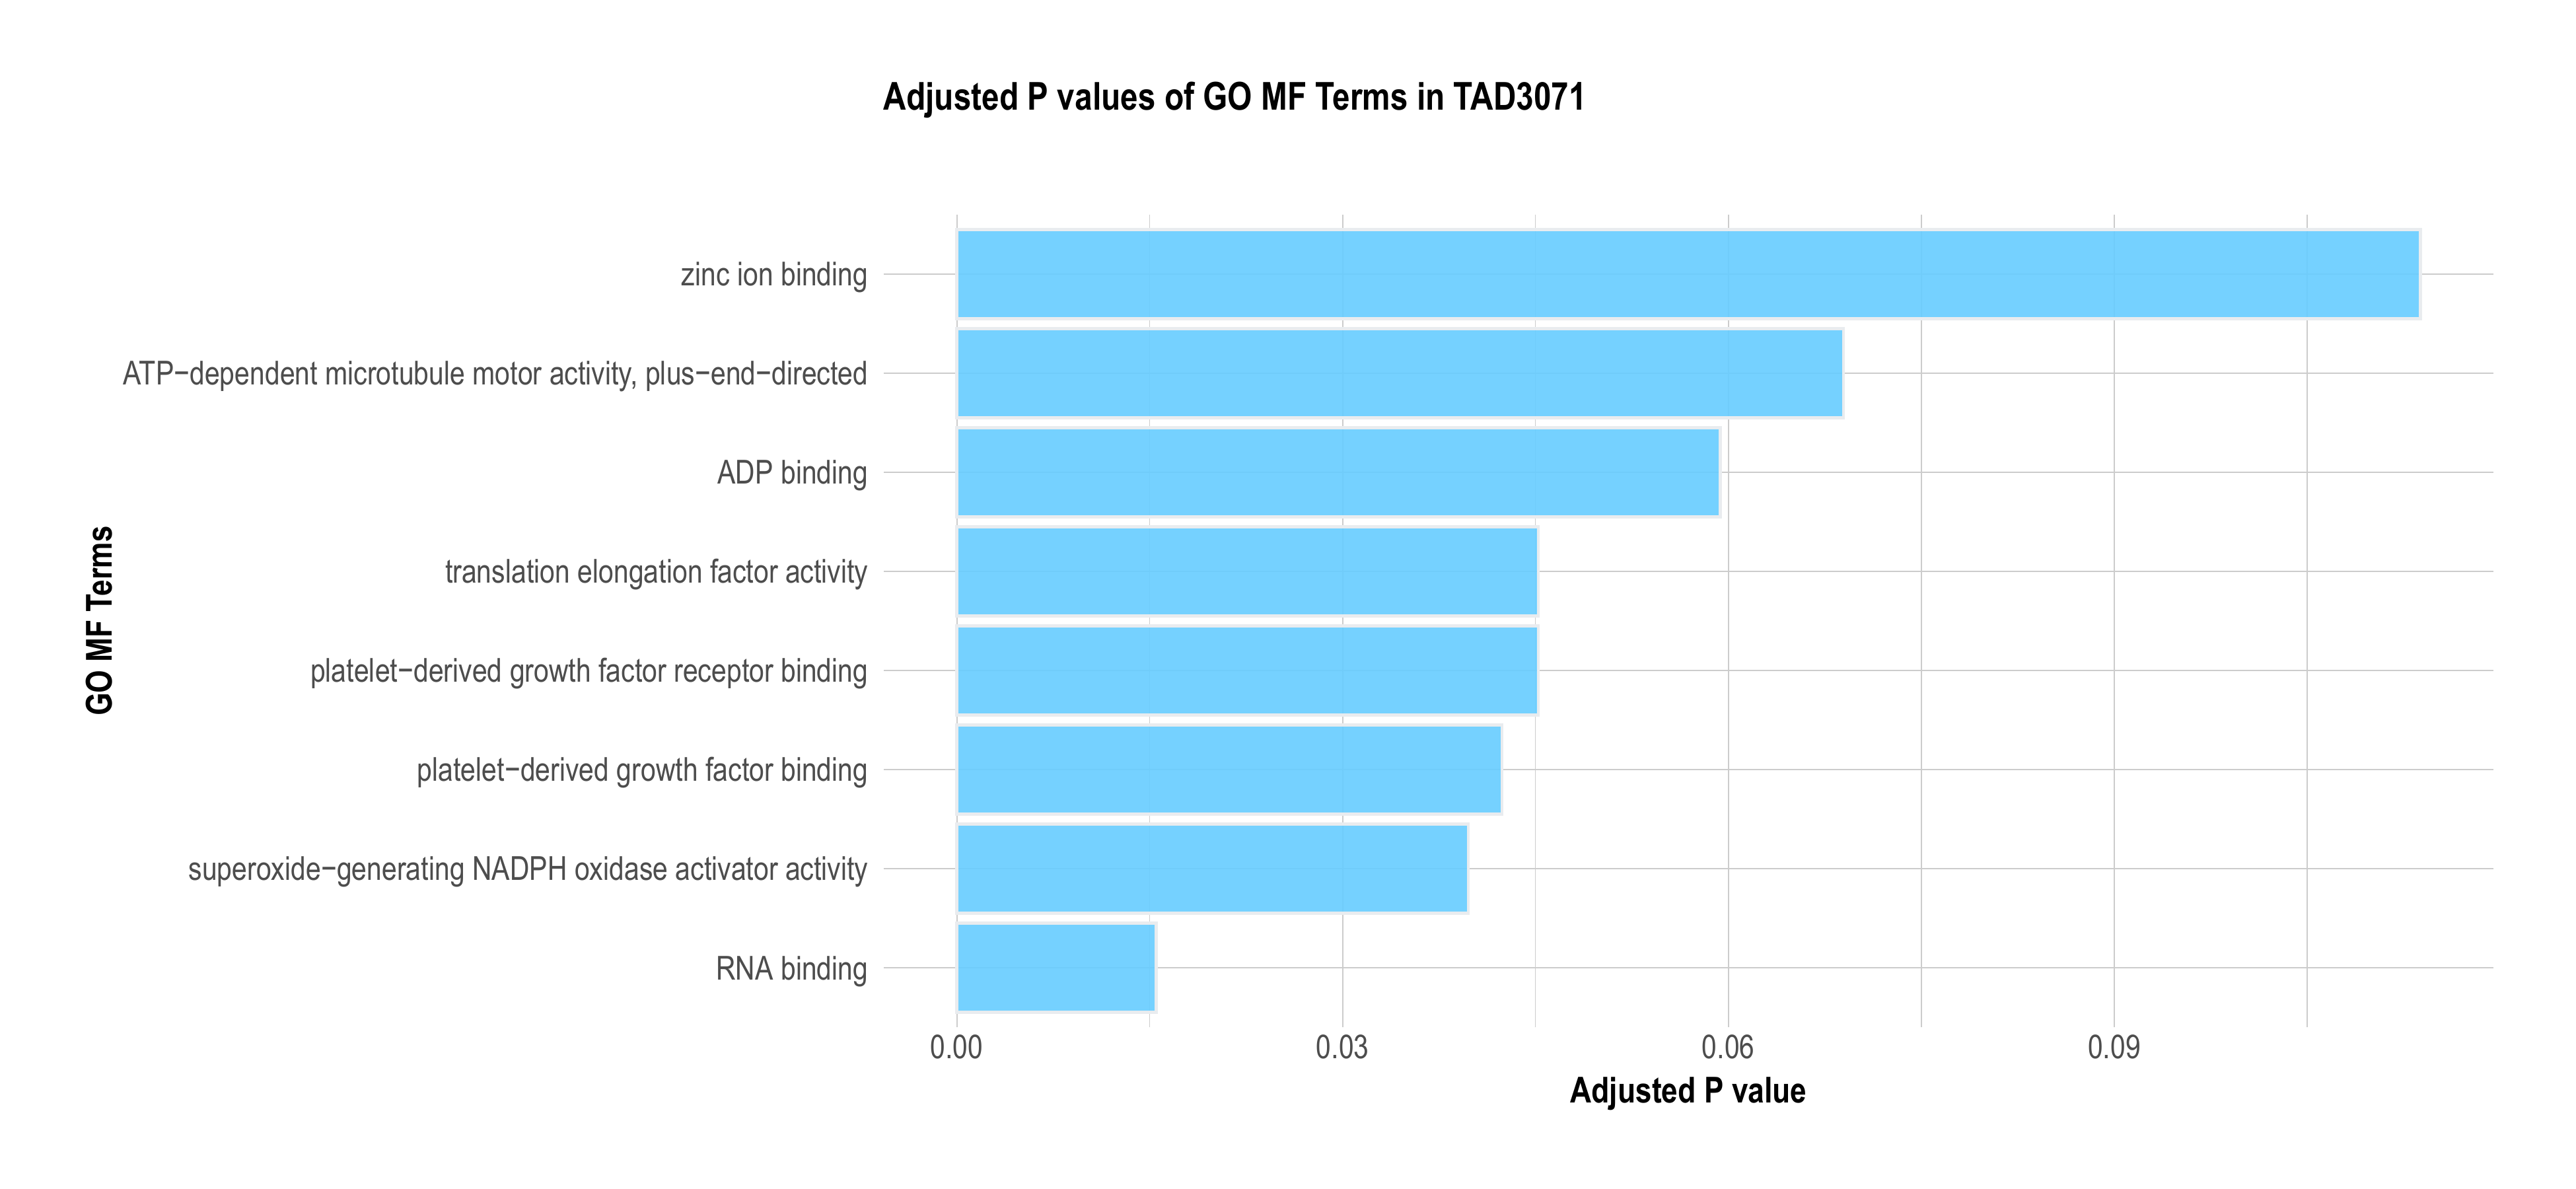 Adjusted P values of GO MF Terms in TAD3071
GO MF Terms
zinc ion binding
ATP−dependent microtubule motor activity, plus−end−directed
ADP binding
translation elongation factor activity
platelet−derived growth factor receptor binding
platelet−derived growth factor binding
superoxide−generating NADPH oxidase activator activity
RNA binding
0.00 0.03 0.06 0.09
Adjusted P value